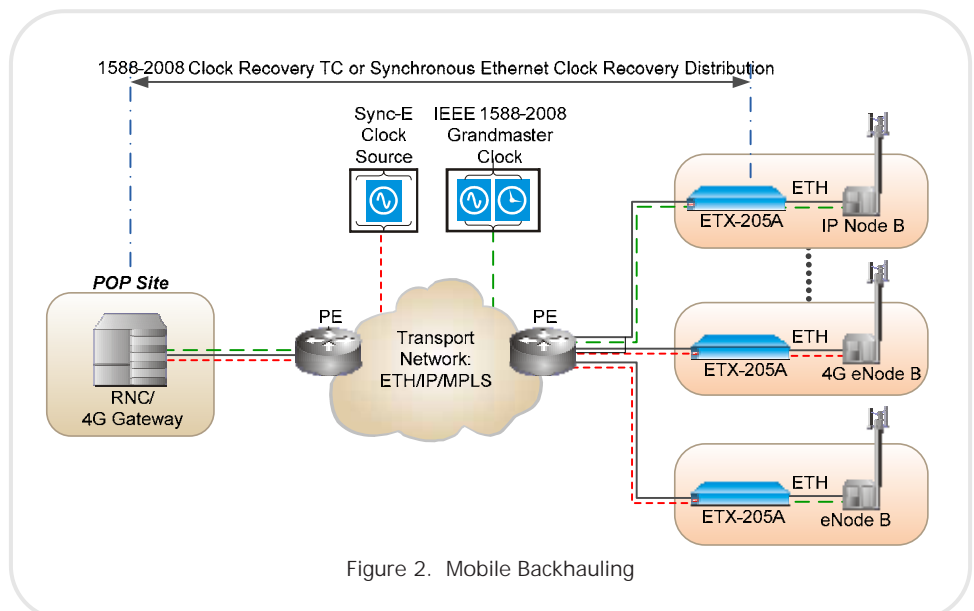 1588-2008 Clock Recovery TC or Synchronous Ethernet Clock Recovery Distribution
Sync-E
Clock
Source
IEEE 1588-2008
Grandmaster
Clock
ETH
ETX-205A
IP Node B
POP Site
PE
Transport
Network:
ETH/IP/MPLS
PE
RNC/
4G Gateway
ETH
ETX-205A
4G eNode B
ETH
ETX-205A
eNode B
Figure 2. Mobile Backhauling